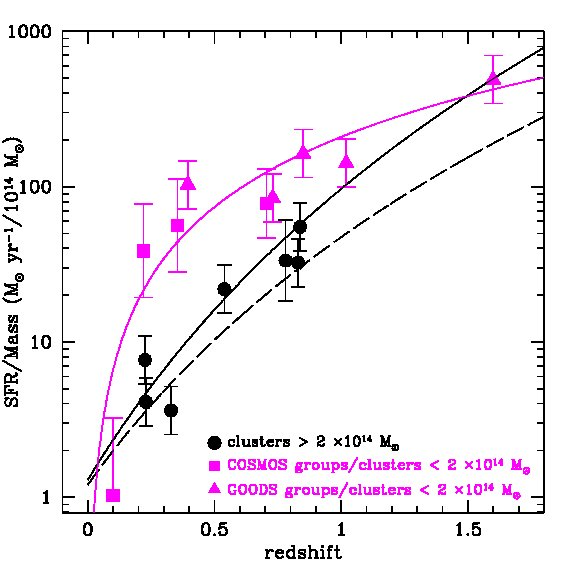 1000
100
10
1
SFR/Mass (M⊙ yr⁻¹/10¹⁴ M⊙)
clusters > 2 ×10¹⁴ M⊙
COSMOS groups/clusters < 2 ×10¹⁴ M⊙
GOODS groups/clusters < 2 ×10¹⁴ M⊙
0 0.5 1 1.5
redshift